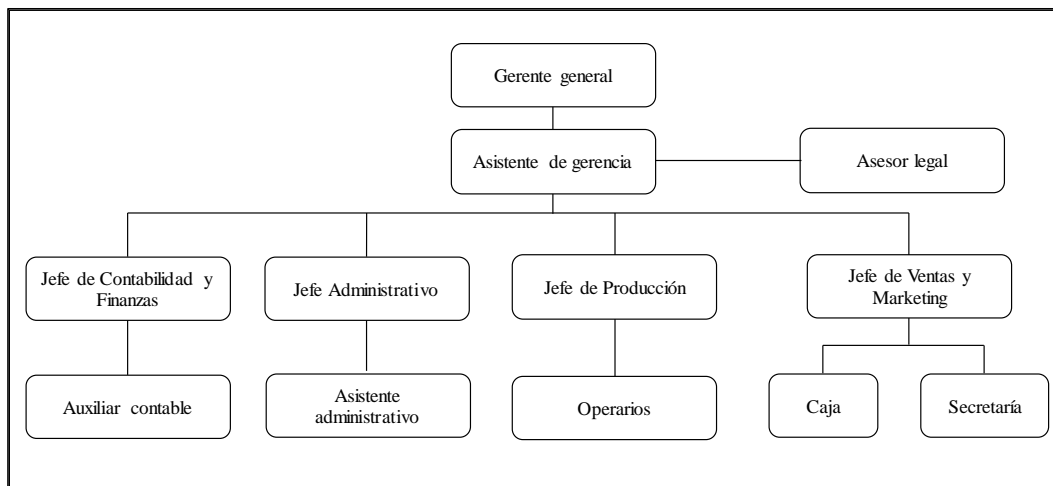 Gerente general
Asistente de gerencia
Asesor legal
Jefe de Contabilidad y
Finanzas
Jefe Administrativo
Jefe de Producción
Jefe de Ventas y
Marketing
Auxiliar contable
Asistente
administrativo
Operarios
Caja
Secretaría